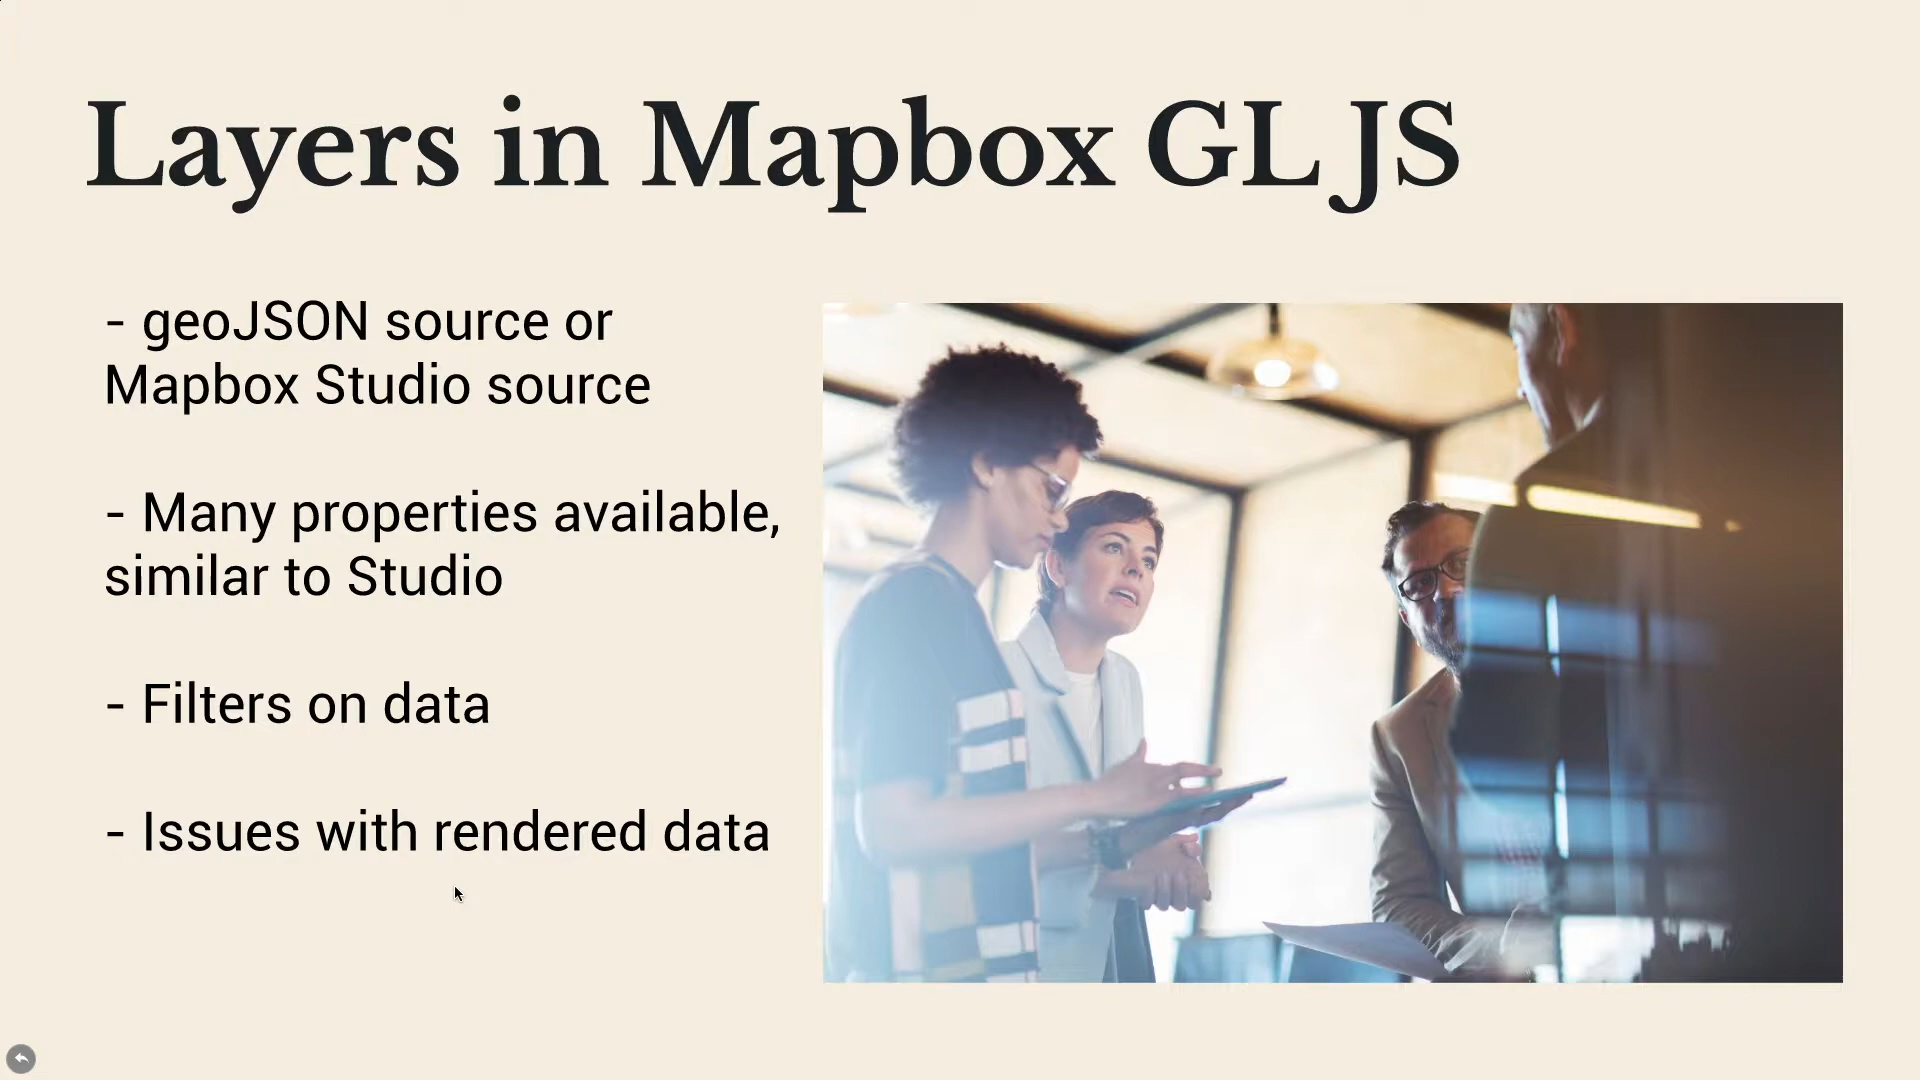 Layers in Mapbox GL JS
- geoJSON source or
Mapbox Studio source
- Many properties available,
similar to Studio
- Filters on data
- Issues with rendered data